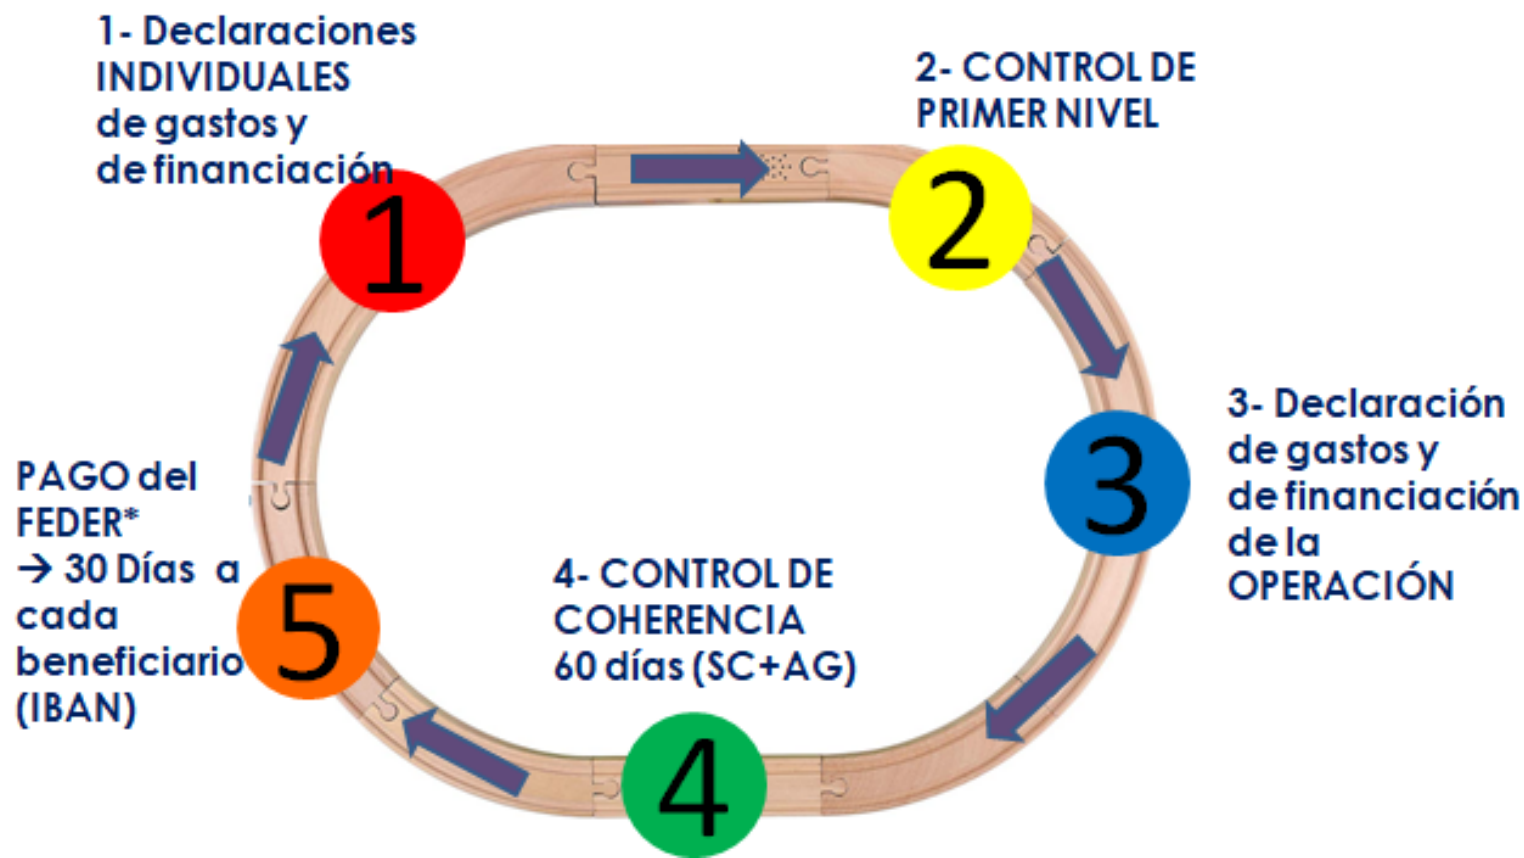 1- Declaraciones
INDIVIDUALES
de gastos y
de financiación
1
2- CONTROL DE
PRIMER NIVEL
2
3- Declaración
de gastos y
de financiación
de la
OPERACIÓN
3
4- CONTROL DE
COHERENCIA
60 días (SC+AG)
4
PAGO del
FEDER*
→ 30 Días a
cada
beneficiario
(IBAN)
5